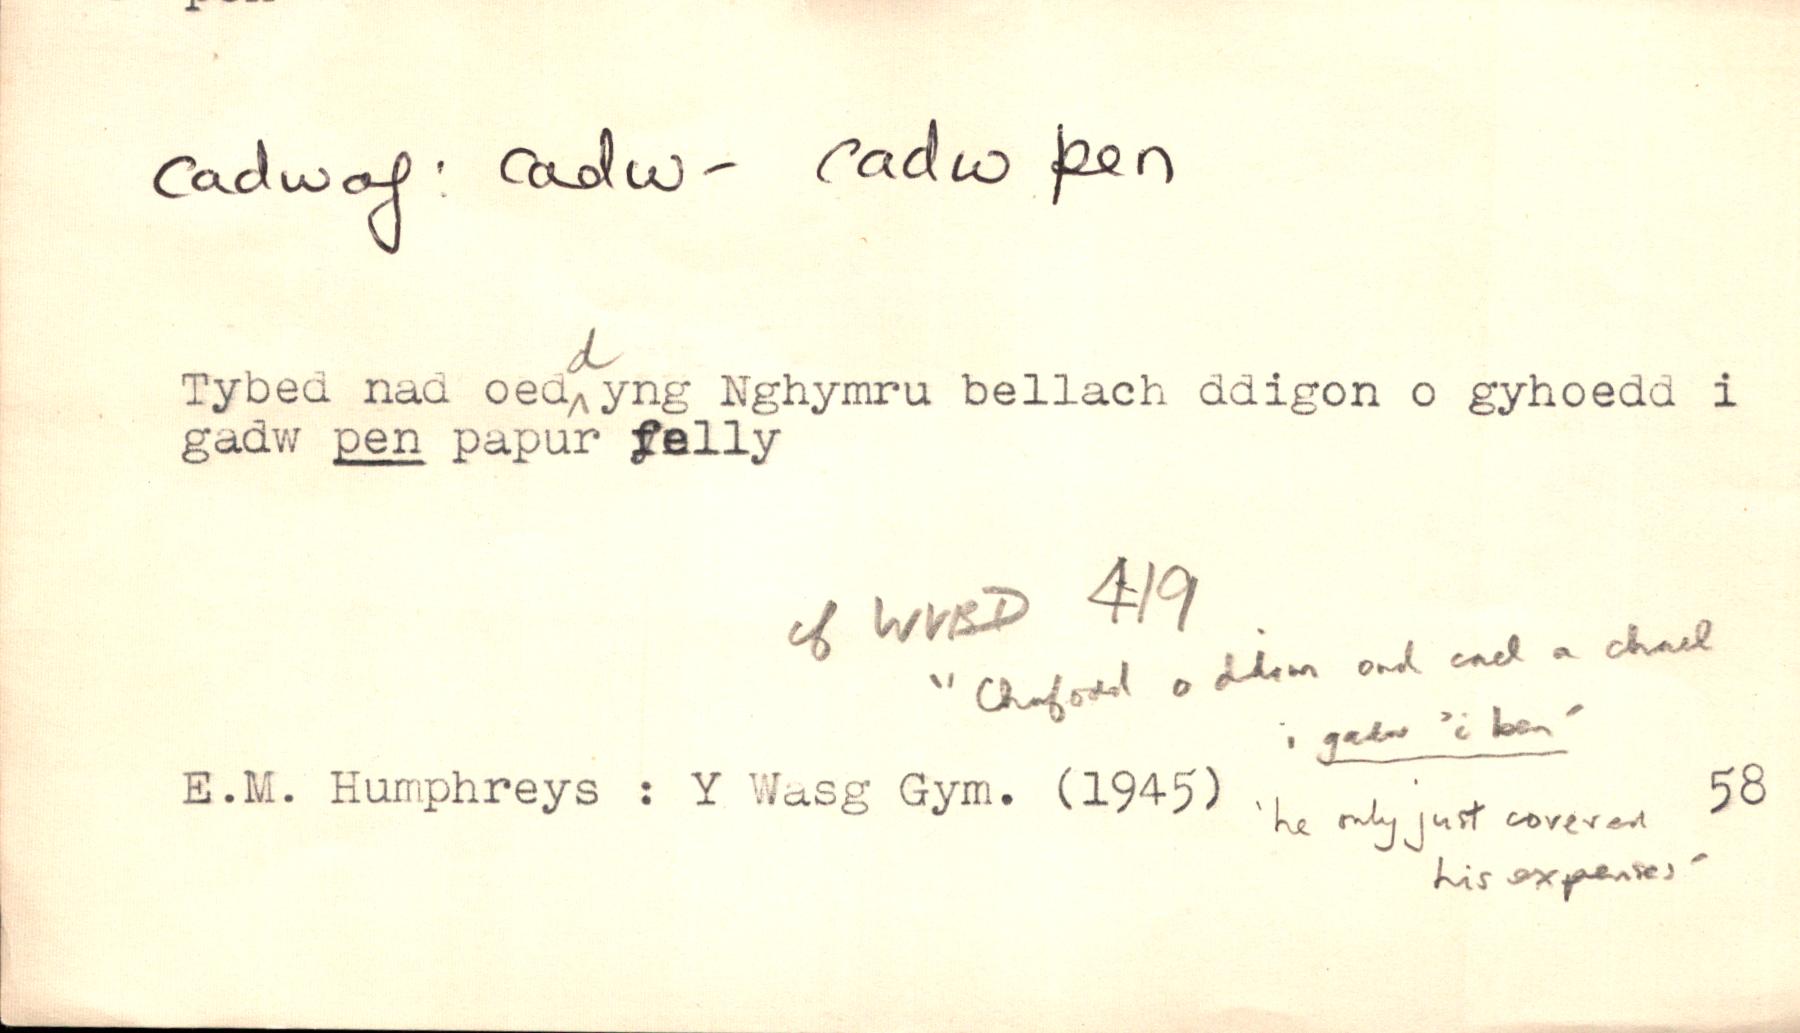 pen
cadwaf: cadw – cadw pen
Tybed nad oedd yng Nghymru bellach ddigon o gyhoedd i
gadw pen papur felly
cf WVBD 419
"Chafodd o ddim ond cael a chael
i gadw 'i ben'
E.M. Humphreys : Y Wasg Gym. (1945) 58
'he only just covered
his expenses'